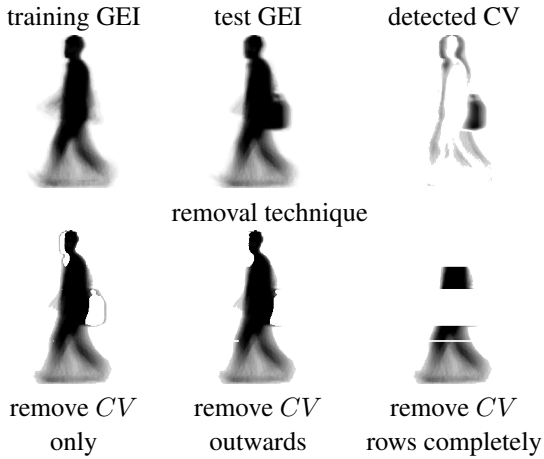 training GEI test GEI detected CV
removal technique
remove CV remove CV remove CV
only outwards rows completely